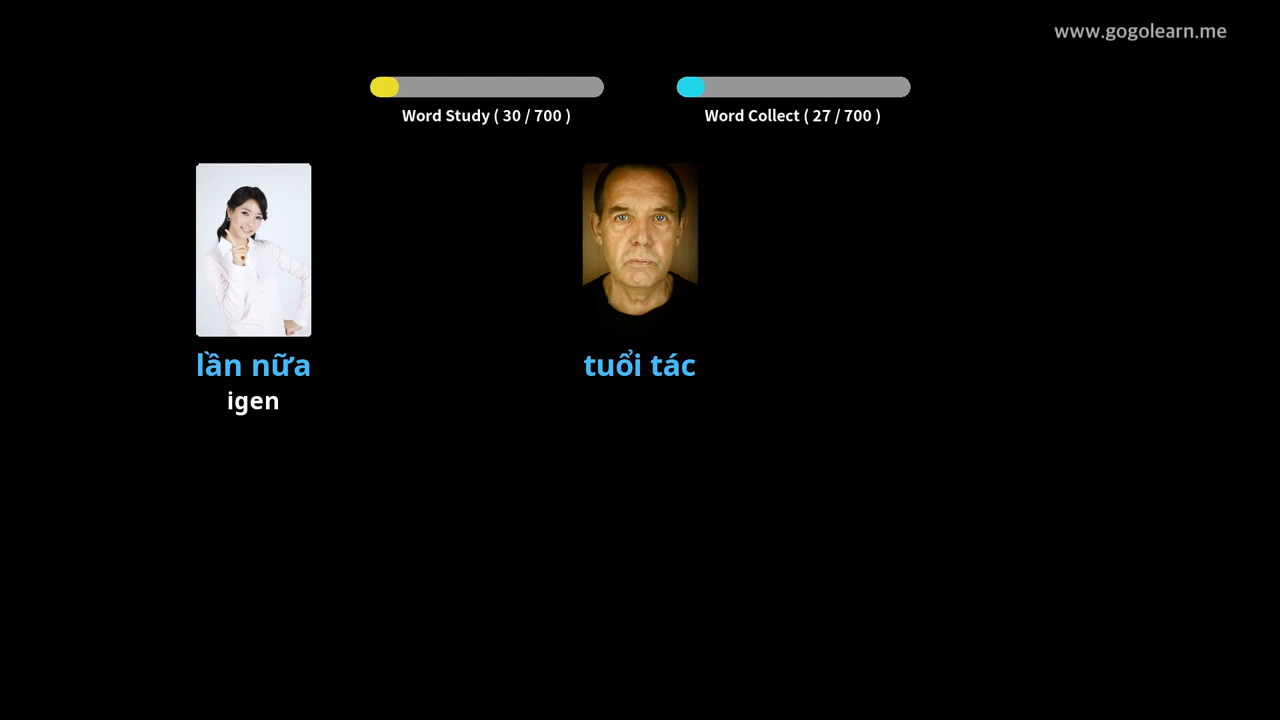 www.gogolearn.me
Word Study ( 30 / 700 )
Word Collect ( 27 / 700 )
lần nữa
igen
tuổi tác